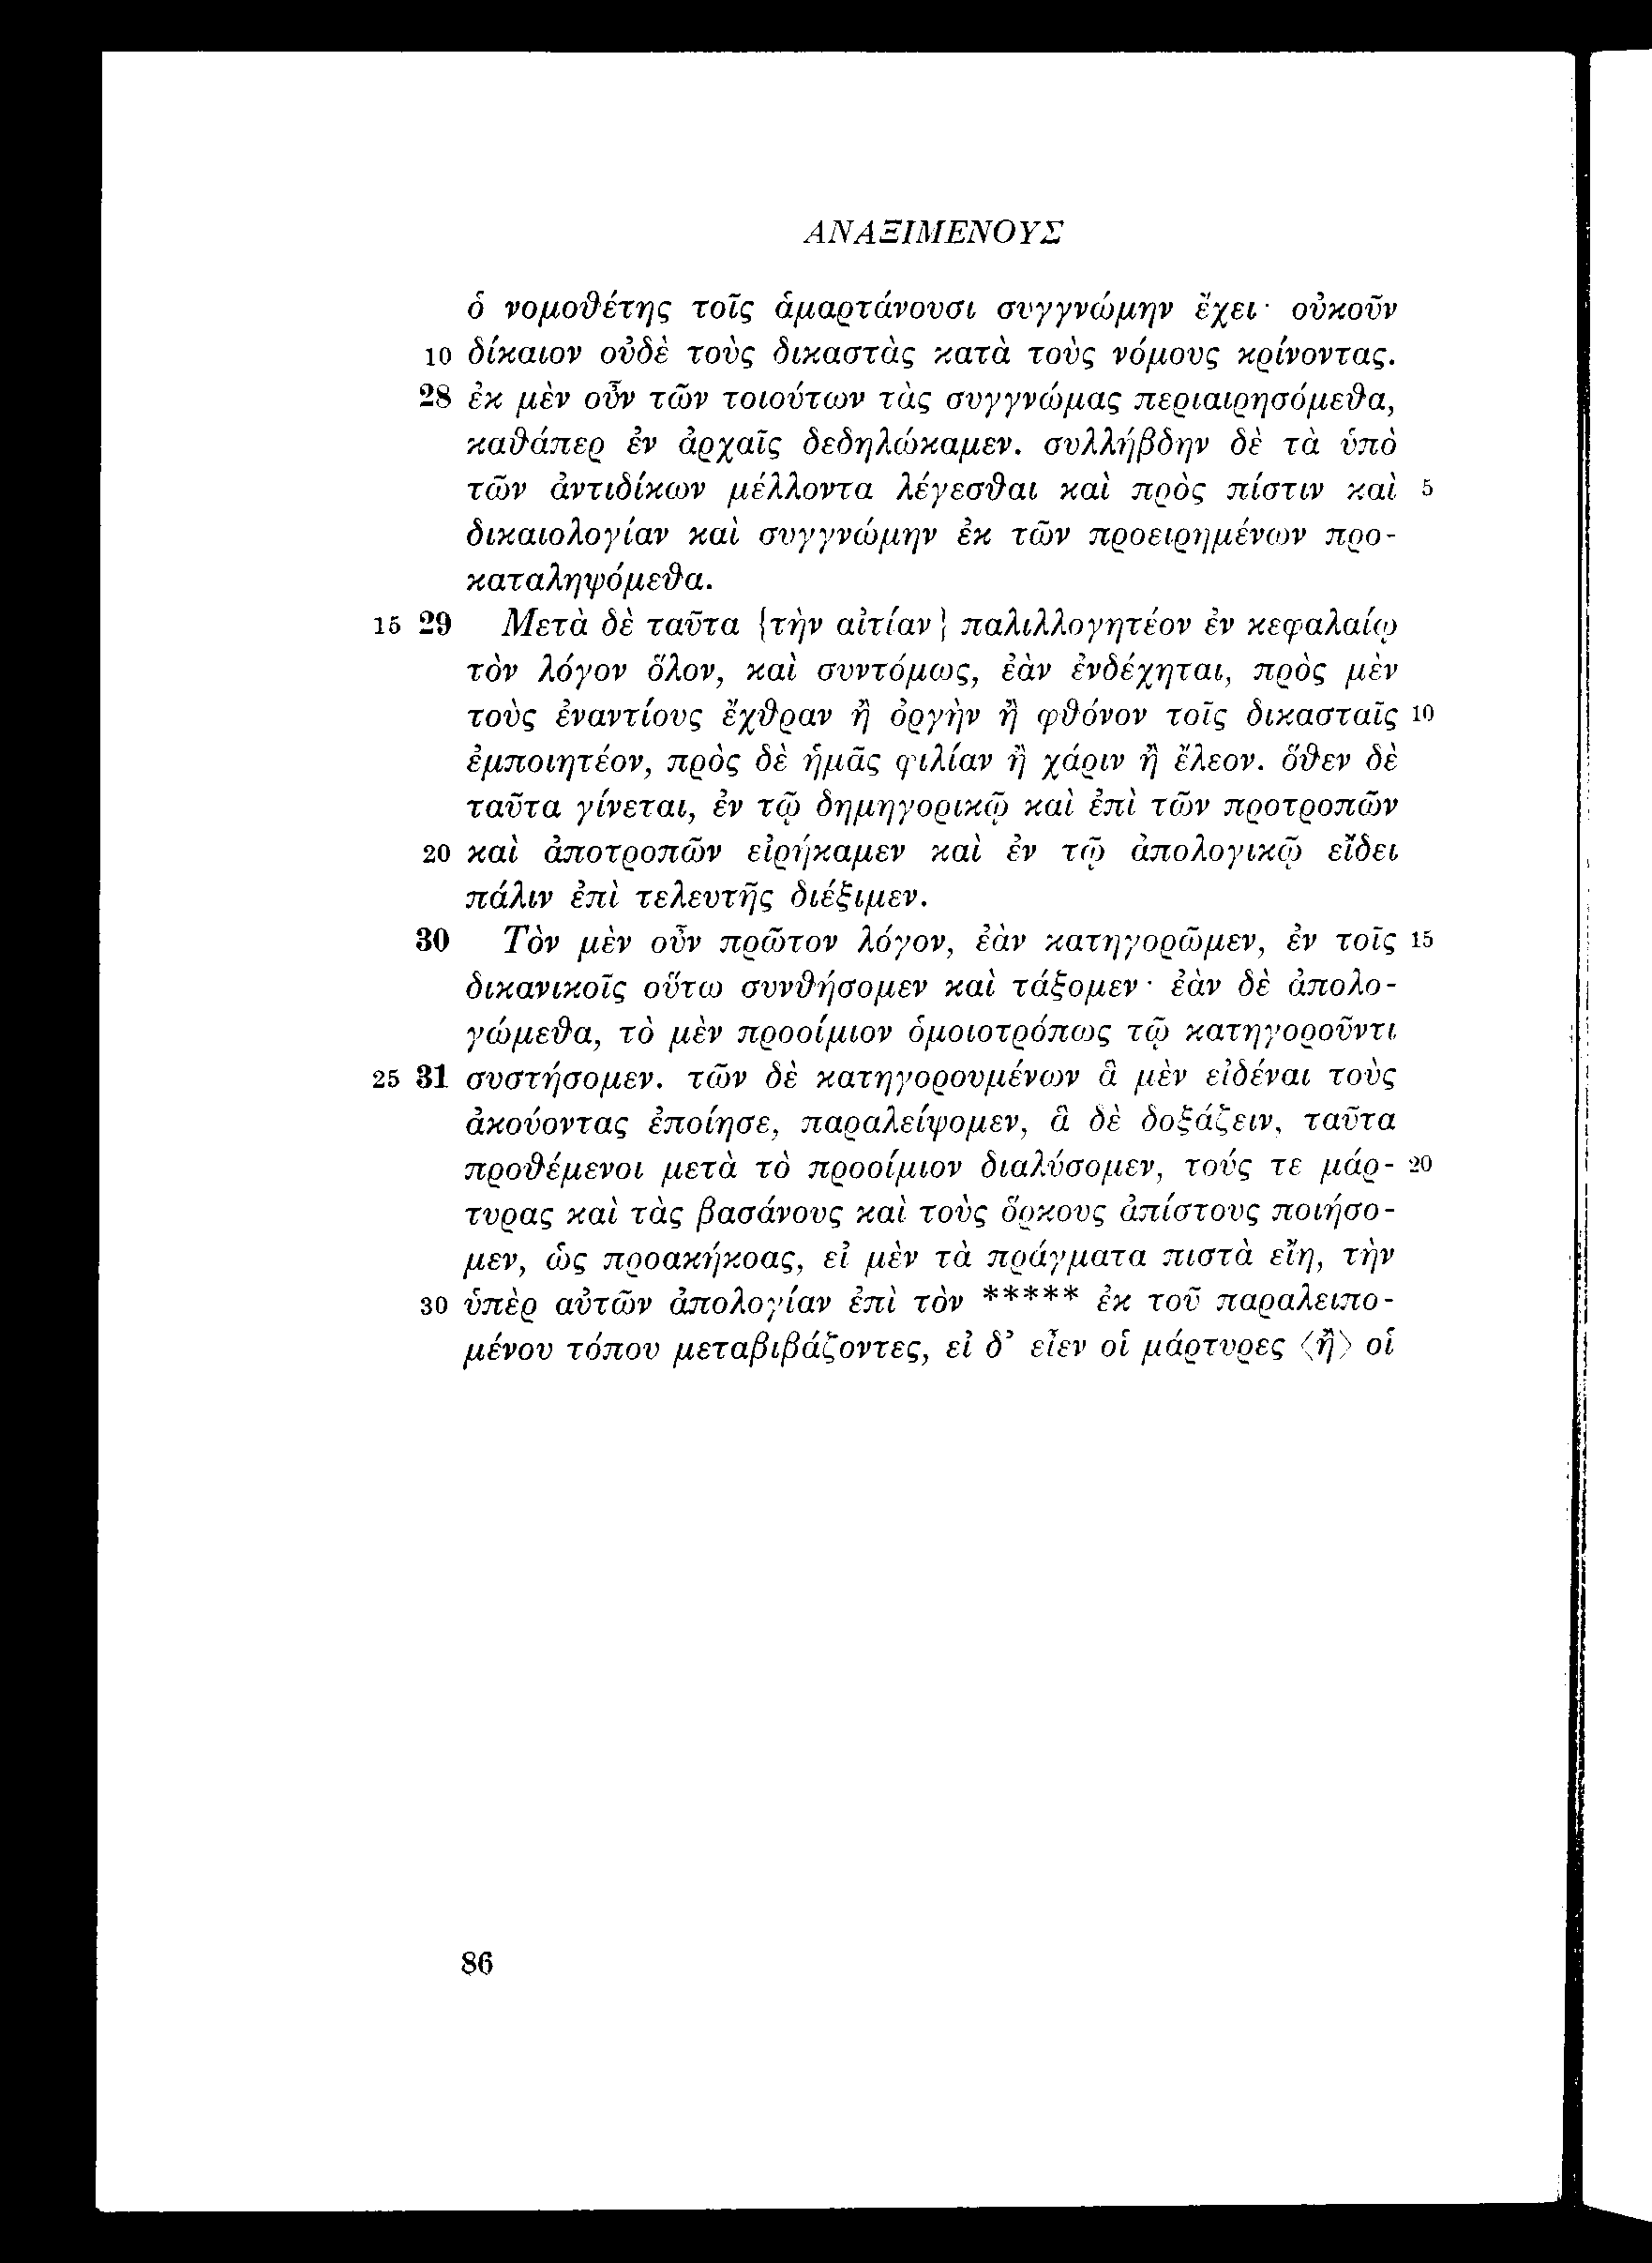 ΑΝΑΞΙΜΕΝΟΥΣ
ὁ νομοθέτης τοῖς ἁμαρτάνουσι συγγνώμην ἔχει· οὐκοῦν
10 δίκαιον οὐδὲ τοὺς δικαστὰς κατὰ τοὺς νόμους κρίνοντας.
28 ἐκ μὲν οὖν τῶν τοιούτων τὰς συγγνώμας περιαιρησόμεθα,
καθάπερ ἐν ἀρχαῖς δεδηλώκαμεν. συλλήβδην δὲ τὰ ὑπὸ
τῶν ἀντιδίκων μέλλοντα λέγεσθαι καὶ πρὸς πίστιν καὶ 5
δικαιολογίαν καὶ συγγνώμην ἐκ τῶν προειρημένων προ-
καταληψόμεθα.
15 29 Μετὰ δὲ ταῦτα {τὴν αἰτίαν} παλιλλογητέον ἐν κεφαλαίῳ
τὸν λόγον ὅλον, καὶ συντόμως, ἐὰν ἐνδέχηται, πρὸς μὲν
τοὺς ἐναντίους ἔχθραν ἢ ὀργὴν ἢ φθόνον τοῖς δικασταῖς 10
ἐμποιητέον, πρὸς δὲ ἡμᾶς φιλίαν ἢ χάριν ἢ ἔλεον. ὅθεν δὲ
ταῦτα γίνεται, ἐν τῷ δημηγορικῷ καὶ ἐπὶ τῶν προτροπῶν
20 καὶ ἀποτροπῶν εἰρήκαμεν καὶ ἐν τῷ ἀπολογικῷ εἴδει
πάλιν ἐπὶ τελευτῆς διέξιμεν.
30 Τὸν μὲν οὖν πρῶτον λόγον, ἐὰν κατηγορῶμεν, ἐν τοῖς 15
δικανικοῖς οὕτω συνθήσομεν καὶ τάξομεν· ἐὰν δὲ ἀπολο-
γώμεθα, τὸ μὲν προοίμιον ὁμοιοτρόπως τῷ κατηγοροῦντι
25 31 συστήσομεν. τῶν δὲ κατηγορουμένων ἃ μὲν εἰδέναι τοὺς
ἀκούοντας ἐποίησε, παραλείψομεν, ἃ δὲ δοξάζειν, ταῦτα
προθέμενοι μετὰ τὸ προοίμιον διαλύσομεν, τούς τε μάρ- 20
τυρας καὶ τὰς βασάνους καὶ τοὺς ὅρκους ἀπίστους ποιήσο-
μεν, ὡς προακήκοας, εἰ μὲν τὰ πράγματα πιστὰ εἴη, τὴν
30 ὑπὲρ αὐτῶν ἀπολογίαν ἐπὶ τὸν ***** ἐκ τοῦ παραλειπο-
μένου τόπου μεταβιβάζοντες, εἰ δ’ εἶεν οἱ μάρτυρες ⟨ἢ⟩ οἱ
86